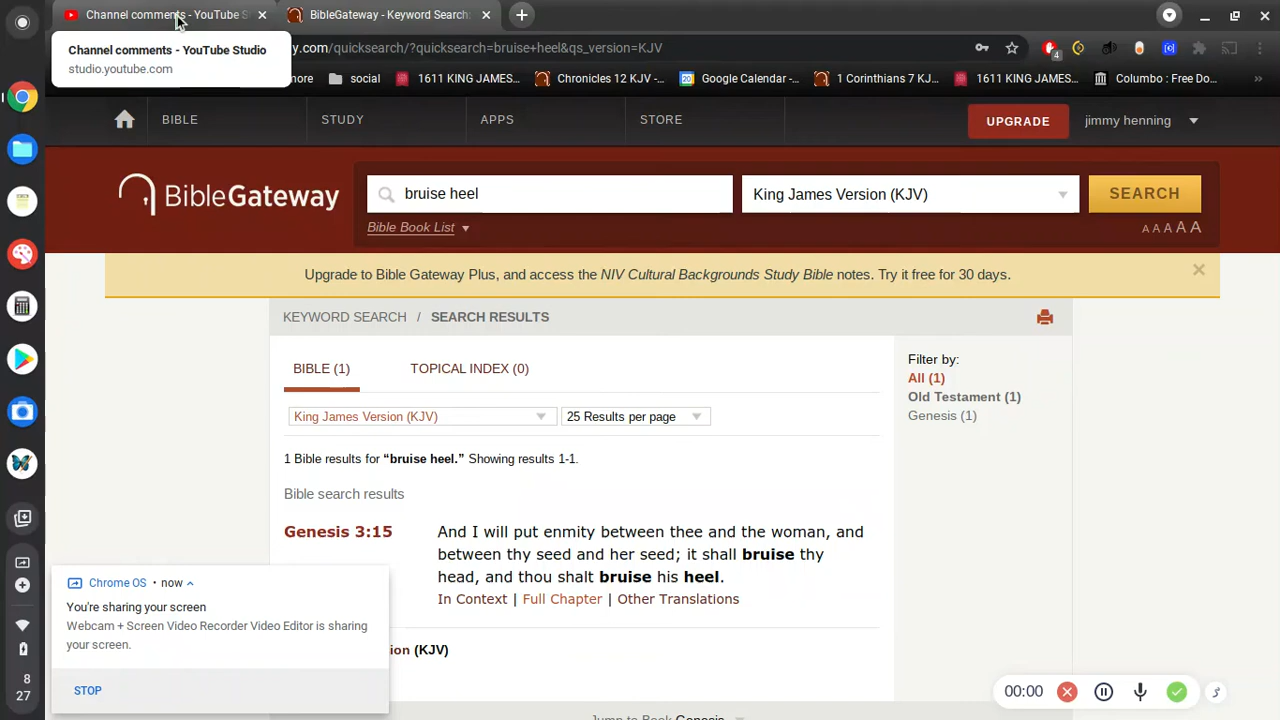 Channel comments - YouTube S
BibleGateway - Keyword Search:
Channel comments - YouTube Studio
studio.youtube.com
y.com/quicksearch/?quicksearch=bruise+heel&qs_version=KJV
4
more
social
1611 KING JAMES...
Chronicles 12 KJV -...
20
Google Calendar -...
1 Corinthians 7 KJ...
1611 KING JAMES...
Columbo : Free Do...
»
BIBLE
STUDY
APPS
STORE
UPGRADE
jimmy henning
BibleGateway
bruise heel
King James Version (KJV)
SEARCH
Bible Book List
A A A A A
Upgrade to Bible Gateway Plus, and access the NIV Cultural Backgrounds Study Bible notes. Try it free for 30 days.
KEYWORD SEARCH / SEARCH RESULTS
BIBLE (1)
TOPICAL INDEX (0)
King James Version (KJV)
25 Results per page
1 Bible results for “bruise heel.” Showing results 1-1.
Bible search results
Genesis 3:15
And I will put enmity between thee and the woman, and
between thy seed and her seed; it shall bruise thy
head, and thou shalt bruise his heel.
In Context | Full Chapter | Other Translations
ion (KJV)
Jump to Book Genesis
Filter by:
All (1)
Old Testament (1)
Genesis (1)
Chrome OS • now
You're sharing your screen
Webcam + Screen Video Recorder Video Editor is sharing
your screen.
STOP
8
27
00:00